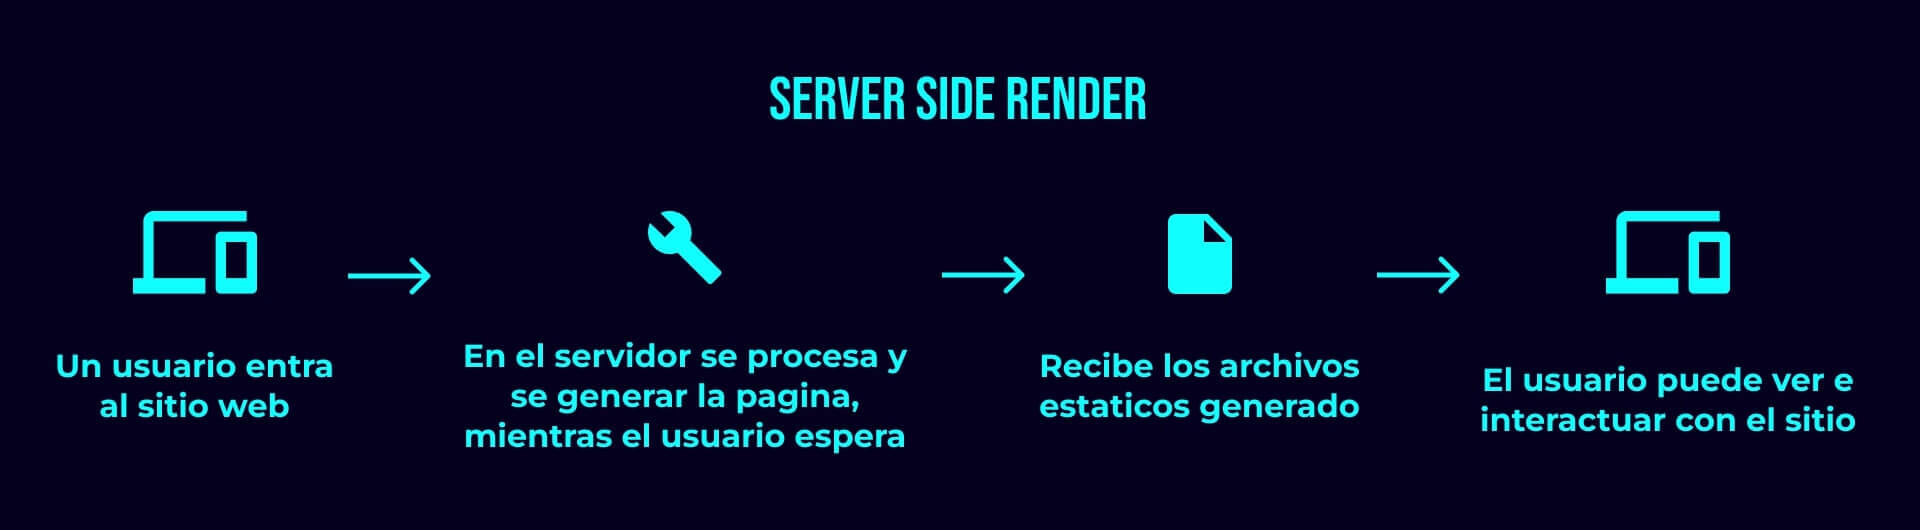 SERVER SIDE RENDER
Un usuario entra
al sitio web
En el servidor se procesa y
se generar la pagina,
mientras el usuario espera
Recibe los archivos
estaticos generado
El usuario puede ver e
interactuar con el sitio